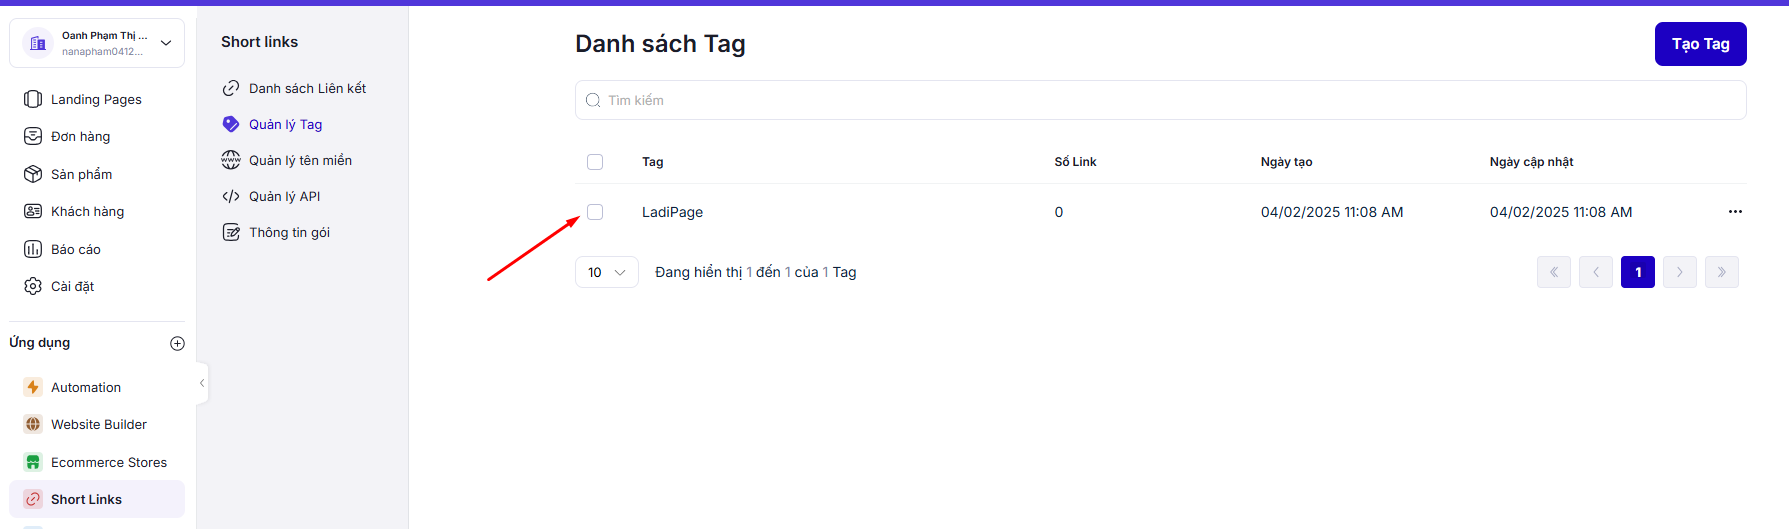 Oanh Phạm Thị ...
nanapham0412...
Landing Pages
Đơn hàng
Sản phẩm
Khách hàng
Báo cáo
Cài đặt
Ứng dụng
Automation
Website Builder
Ecommerce Stores
Short Links
Short links
Danh sách Liên kết
Quản lý Tag
Quản lý tên miền
Quản lý API
Thông tin gói
Danh sách Tag
Tạo Tag
Tìm kiếm
Tag Số Link Ngày tạo Ngày cập nhật
LadiPage 0 04/02/2025 11:08 AM 04/02/2025 11:08 AM
10 Đang hiển thị 1 đến 1 của 1 Tag 1